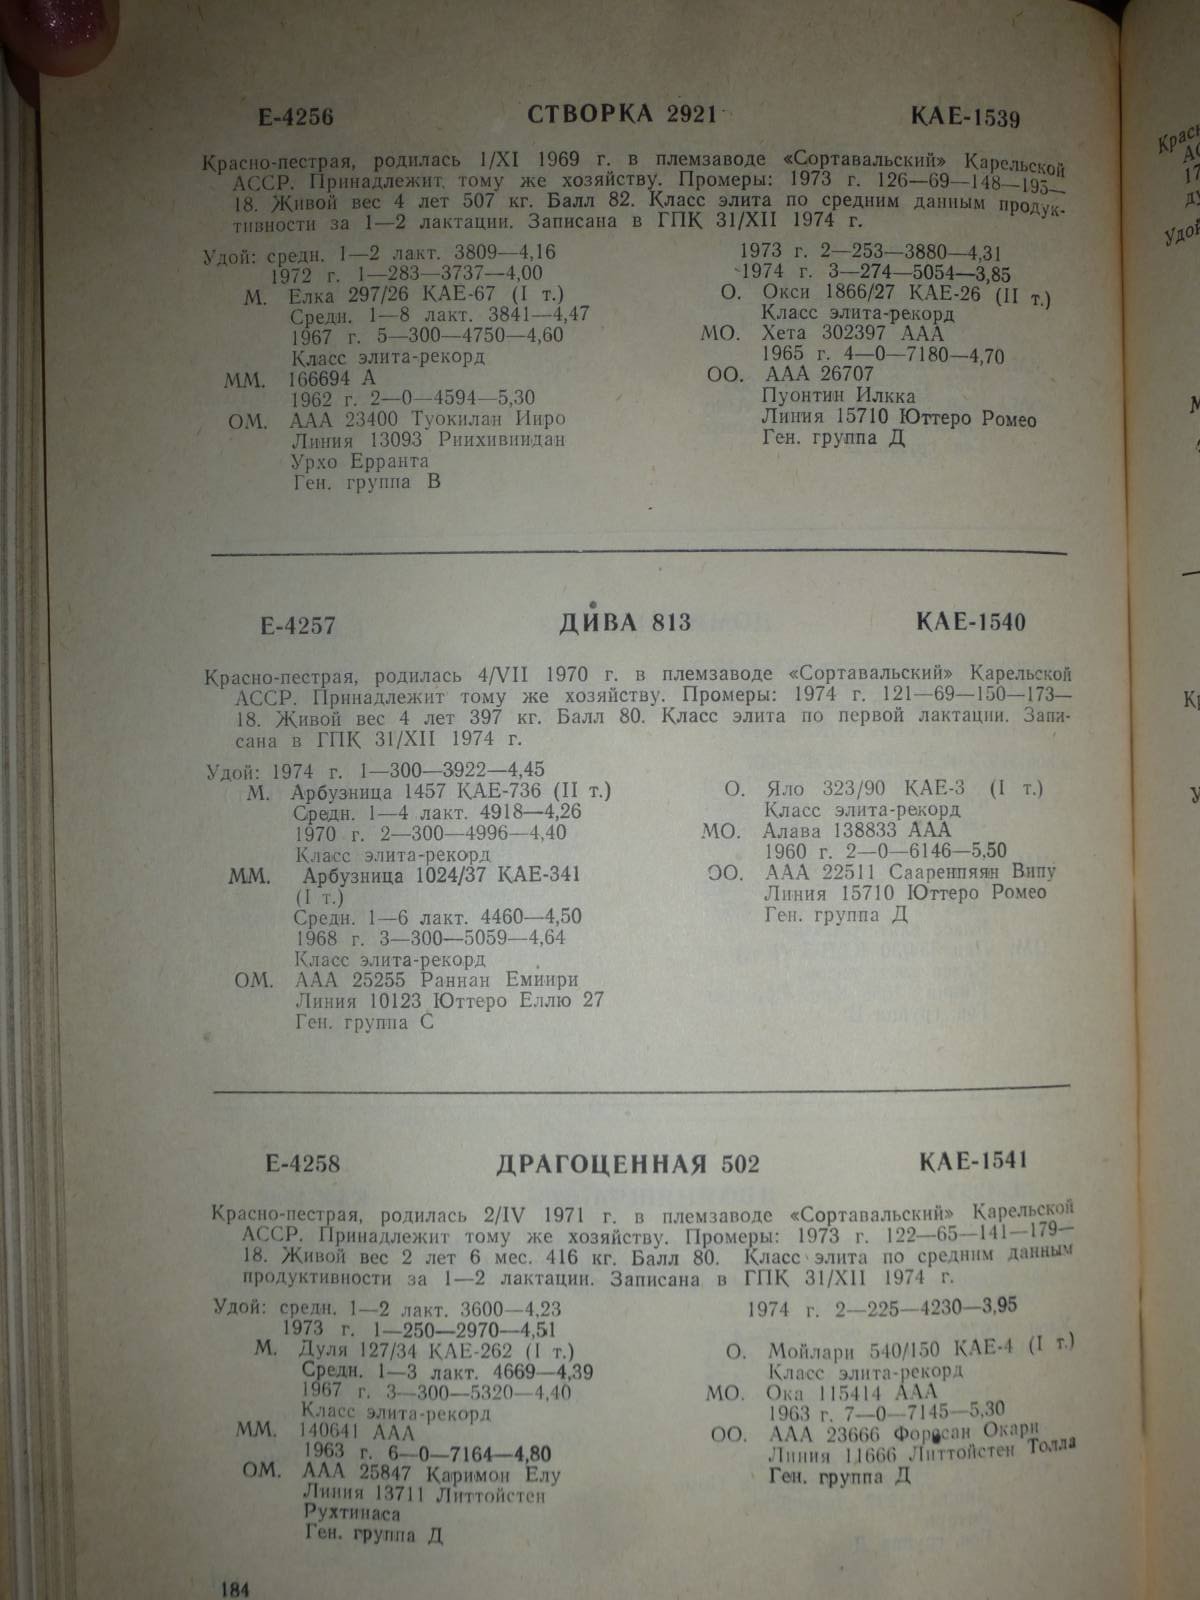 Е-4256 СТВОРКА 2921 КАЕ-1539
Красно-пестрая, родилась 1/XI 1969 г. в племзаводе «Сортавальский» Карельской
АССР. Принадлежит тому же хозяйству. Промеры: 1973 г. 126—69—148—195—
18. Живой вес 4 лет 507 кг. Балл 82. Класс элита по средним данным продук-
тивности за 1—2 лактации. Записана в ГПК 31/XII 1974 г.
Удой: средн. 1—2 лакт. 3809—4,16
1972 г. 1—283—3737—4,00
М. Елка 297/26 КАЕ-67 (I т.)
Средн. 1—8 лакт. 3841—4,47
1967 г. 5—300—4750—4,60
Класс элита-рекорд
ММ. 166694 А
1962 г. 2—0—4594—5,30
ОМ. ААА 23400 Туокилан Ииро
Линия 13093 Риихивиидан
Урхо Ерранта
Ген. группа В
1973 г. 2—253—3880—4,31
1974 г. 3—274—5054—3,85
О. Окси 1866/27 КАЕ-26 (II т.)
Класс элита-рекорд
МО. Хета 302397 ААА
1965 г. 4—0—7180—4,70
ОО. ААА 26707
Пуонтин Илкка
Линия 15710 Юттеро Ромео
Ген. группа Д
Е-4257 ДИВА 813 КАЕ-1540
Красно-пестрая, родилась 4/VII 1970 г. в племзаводе «Сортавальский» Карельской
АССР. Принадлежит тому же хозяйству. Промеры: 1974 г. 121—69—150—173—
18. Живой вес 4 лет 397 кг. Балл 80. Класс элита по первой лактации. Запи-
сана в ГПК 31/XII 1974 г.
Удой: 1974 г. 1—300—3922—4,45
М. Арбузница 1457 КАЕ-736 (II т.)
Средн. 1—4 лакт. 4918—4,26
1970 г. 2—300—4996—4,40
Класс элита-рекорд
ММ. Арбузница 1024/37 КАЕ-341
(I т.)
Средн. 1—6 лакт. 4460—4,50
1968 г. 3—300—5059—4,64
Класс элита-рекорд
ОМ. ААА 25255 Раннан Емиири
Линия 10123 Юттеро Еллю 27
Ген. группа С
О. Яло 323/90 КАЕ-3 (I т.)
Класс элита-рекорд
МО. Алава 138833 ААА
1960 г. 2—0—6146—5,50
ОО. ААА 22511 Сааренпяян Випу
Линия 15710 Юттеро Ромео
Ген. группа Д
Е-4258 ДРАГОЦЕННАЯ 502 КАЕ-1541
Красно-пестрая, родилась 2/IV 1971 г. в племзаводе «Сортавальский» Карельской
АССР. Принадлежит тому же хозяйству. Промеры: 1973 г. 122—65—141—179—
18. Живой вес 2 лет 6 мес. 416 кг. Балл 80. Класс элита по средним данным
продуктивности за 1—2 лактации. Записана в ГПК 31/XII 1974 г.
Удой: средн. 1—2 лакт. 3600—4,23
1973 г. 1—250—2970—4,51
М. Дуля 127/34 КАЕ-262 (I т.)
Средн. 1—3 лакт. 4669—4,39
1967 г. 3—300—5320—4,40
Класс элита-рекорд
ММ. 140641 ААА
1963 г. 6—0—7164—4,80
ОМ. ААА 25847 Каримон Елу
Линия 13711 Литтойстен
Рухтинаса
Ген. группа Д
1974 г. 2—225—4230—3,95
О. Мойлари 540/150 КАЕ-4 (I т.)
Класс элита-рекорд
МО. Ока 115414 ААА
1963 г. 7—0—7145—5,30
ОО. ААА 23666 Форссан Окари
Линия 11666 Литтойстен Толла
Ген. группа Д
184